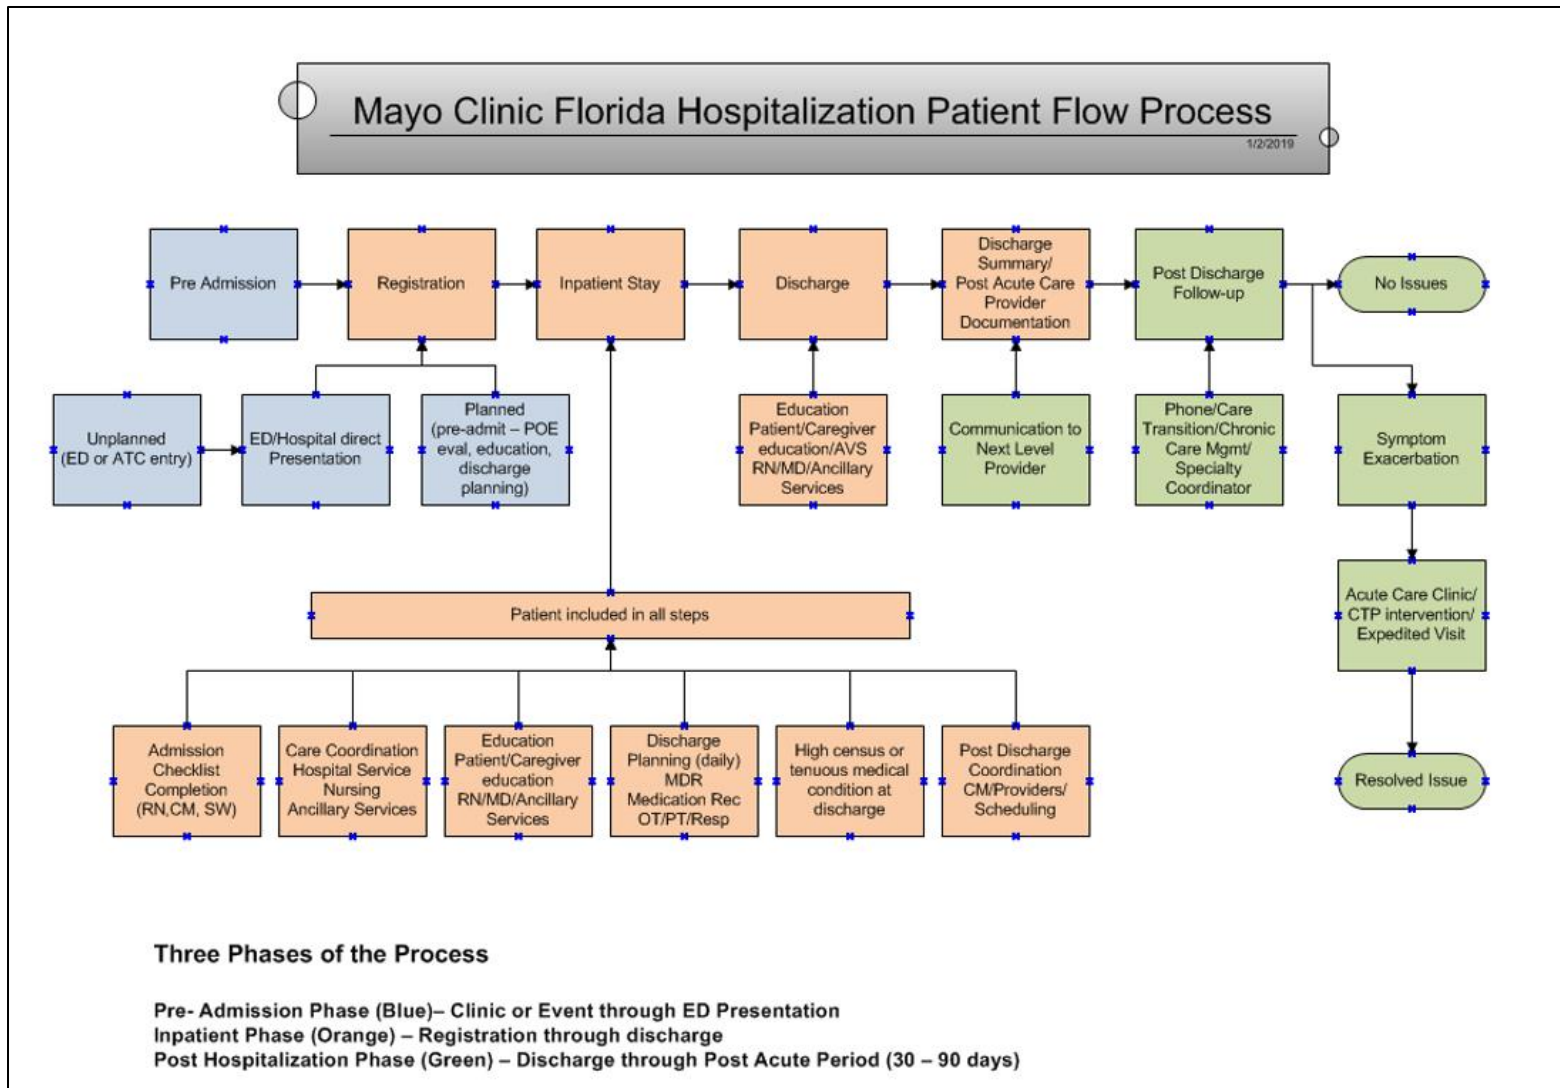 Mayo Clinic Florida Hospitalization Patient Flow Process
1/2/2019
Pre Admission
Registration
Inpatient Stay
Discharge
Discharge
Summary/
Post Acute Care
Provider
Documentation
Post Discharge
Follow-up
No Issues
Unplanned
(ED or ATC entry)
ED/Hospital direct
Presentation
Planned
(pre-admit – POE
eval, education,
discharge
planning)
Education
Patient/Caregiver
education/AVS
RN/MD/Ancillary
Services
Communication to
Next Level
Provider
Phone/Care
Transition/Chronic
Care Mgmt/
Specialty
Coordinator
Symptom
Exacerbation
Patient included in all steps
Acute Care Clinic/
CTP intervention/
Expedited Visit
Admission
Checklist
Completion
(RN,CM, SW)
Care Coordination
Hospital Service
Nursing
Ancillary Services
Education
Patient/Caregiver
education
RN/MD/Ancillary
Services
Discharge
Planning (daily)
MDR
Medication Rec
OT/PT/Resp
High census or
tenuous medical
condition at
discharge
Post Discharge
Coordination
CM/Providers/
Scheduling
Resolved Issue
Three Phases of the Process
Pre- Admission Phase (Blue)– Clinic or Event through ED Presentation
Inpatient Phase (Orange) – Registration through discharge
Post Hospitalization Phase (Green) – Discharge through Post Acute Period (30 – 90 days)